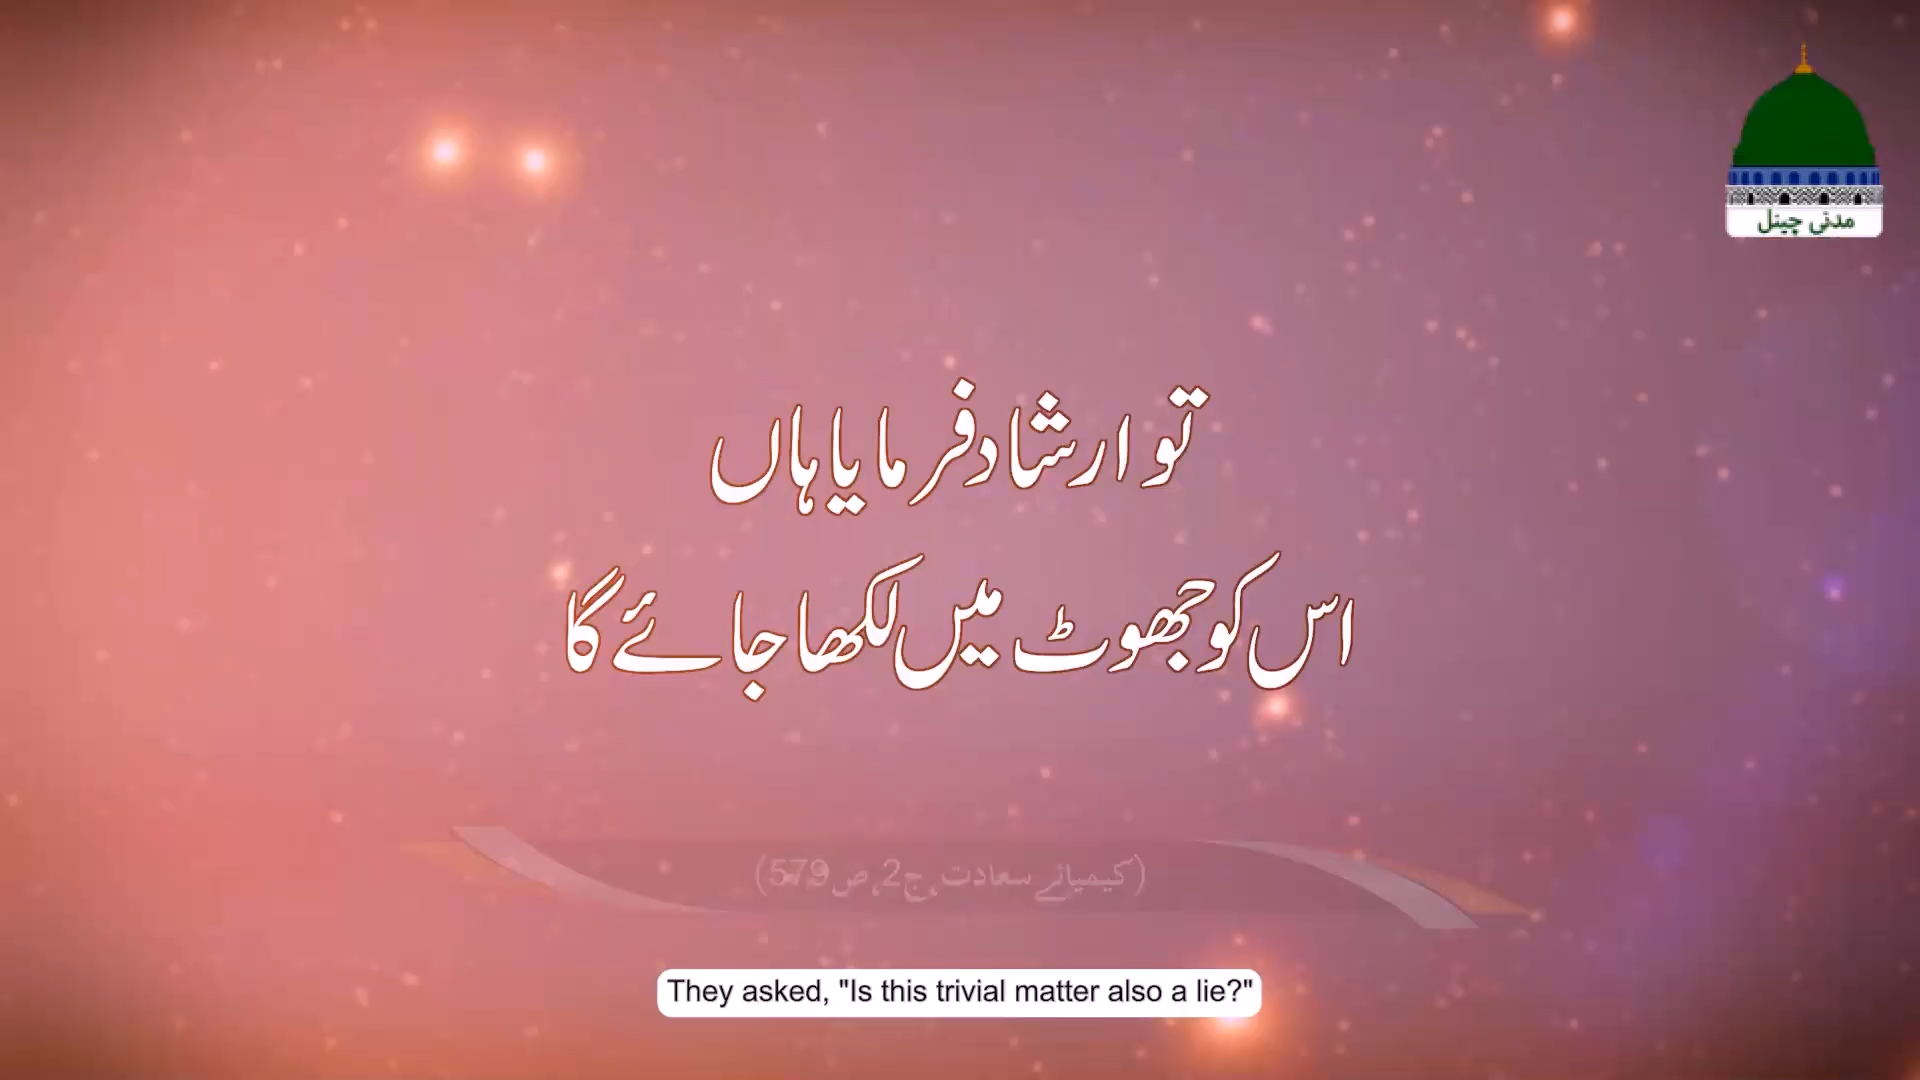 مدنی چینل
تو ارشاد فرمایا ہاں
اس کو جھوٹ میں لکھا جائے گا
(کیمیائے سعادت، ج2، ص579)
They asked, "Is this trivial matter also a lie?"